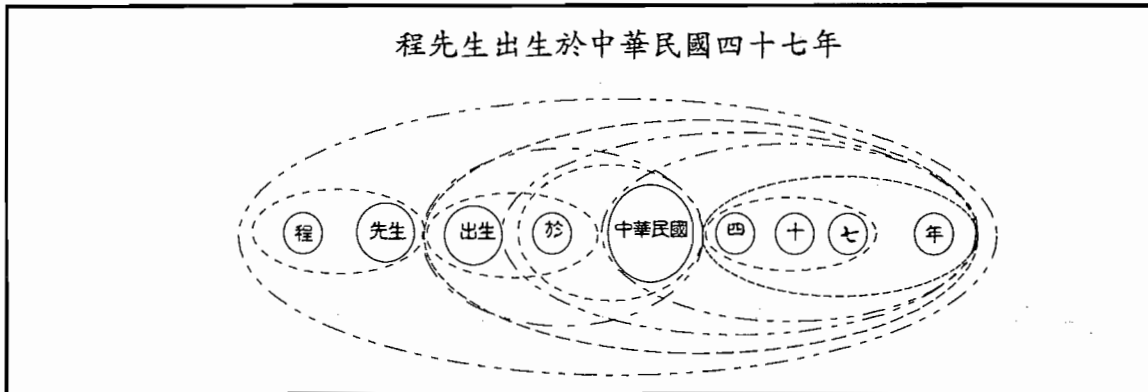 程先生出生於中華民國四十七年
程 先生 出生 於 中華民國 四 十 七 年